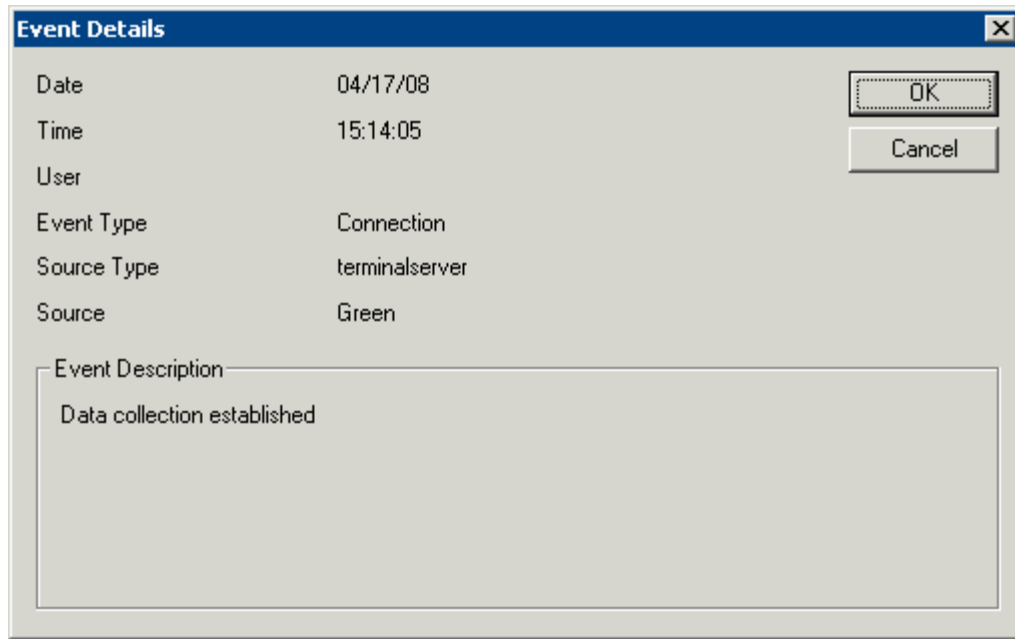 Event Details
Date 04/17/08
OK
Time 15:14:05
Cancel
User
Event Type Connection
Source Type terminalserver
Source Green
Event Description
Data collection established